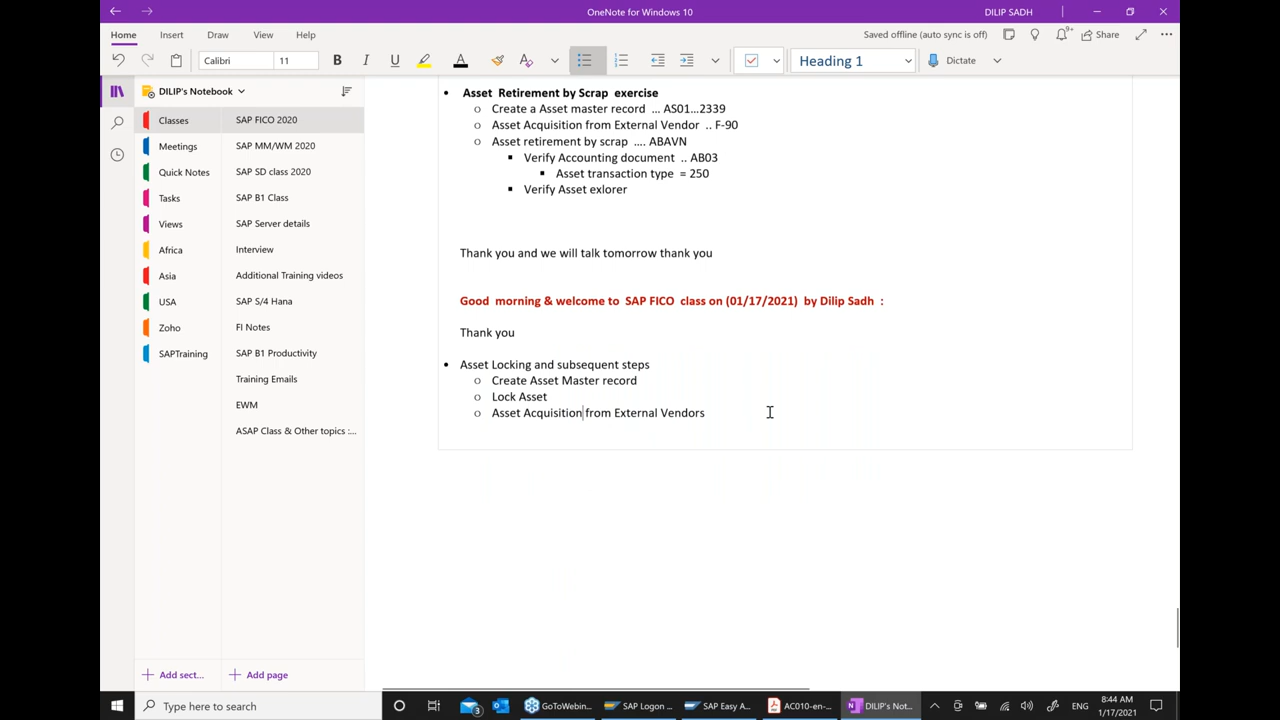 OneNote for Windows 10
DILIP SADH
Home Insert Draw View Help
Saved offline (auto sync is off)
Share
Calibri 11
B I U A
Heading 1
Dictate
DILIP's Notebook
Classes
Meetings
Quick Notes
Tasks
Views
Africa
Asia
USA
Zoho
SAPTraining
SAP FICO 2020
SAP MM/WM 2020
SAP SD class 2020
SAP B1 Class
SAP Server details
Interview
Additional Training videos
SAP S/4 Hana
FI Notes
SAP B1 Productivity
Training Emails
EWM
ASAP Class & Other topics :...
Add sect...
Add page
Asset Retirement by Scrap exercise
Create a Asset master record ... AS01...2339
Asset Acquisition from External Vendor .. F-90
Asset retirement by scrap .... ABAVN
Verify Accounting document .. AB03
Asset transaction type = 250
Verify Asset exlorer
Thank you and we will talk tomorrow thank you
Good morning & welcome to SAP FICO class on (01/17/2021) by Dilip Sadh :
Thank you
Asset Locking and subsequent steps
Create Asset Master record
Lock Asset
Asset Acquisition from External Vendors
Type here to search
3
GoToWebin...
SAP Logon ...
SAP Easy A...
AC010-en-...
DILIP's Not...
ENG
8:44 AM
1/17/2021